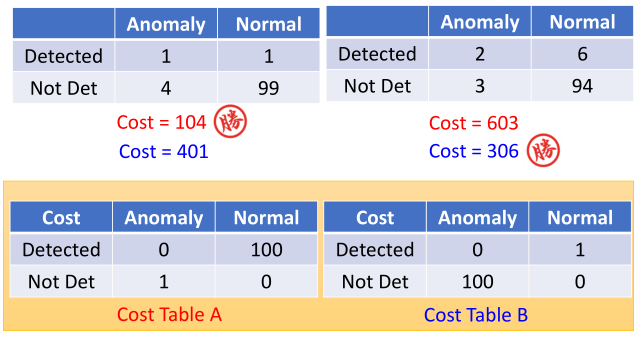 Anomaly Normal
Detected 1 1
Not Det 4 99
Cost = 104 勝
Cost = 401
Anomaly Normal
Detected 2 6
Not Det 3 94
Cost = 603
Cost = 306 勝
Cost Anomaly Normal
Detected 0 100
Not Det 1 0
Cost Table A
Cost Anomaly Normal
Detected 0 1
Not Det 100 0
Cost Table B